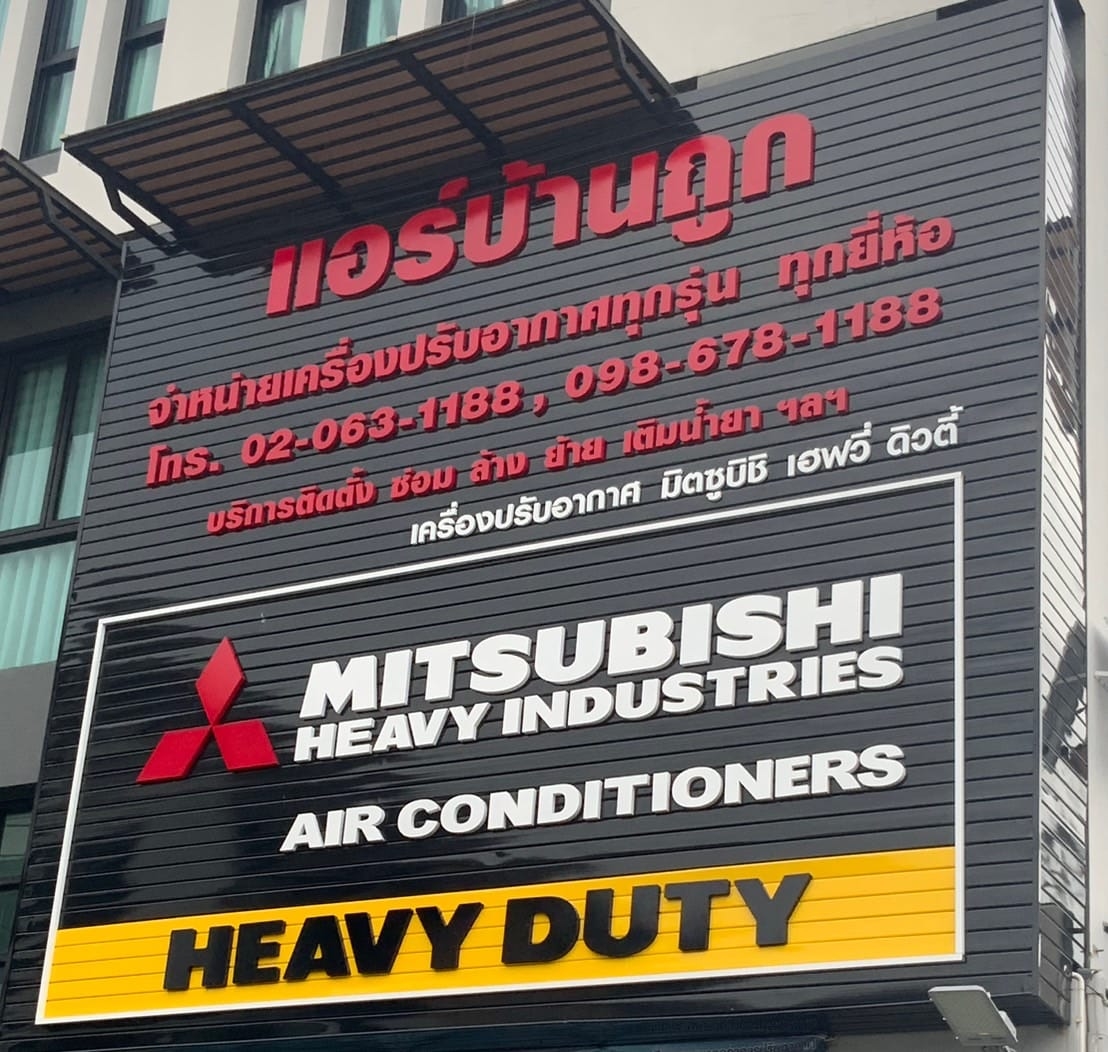 แอร์บ้านถูก
จำหน่ายเครื่องปรับอากาศทุกรุ่น ทุกยี่ห้อ
โทร. 02-063-1188 , 098-678-1188
บริการติดตั้ง ซ่อม ล้าง ย้าย เติมน้ำยา ฯลฯ
เครื่องปรับอากาศ มิตซูบิชิ เฮฟวี่ ดิวตี้
MITSUBISHI
HEAVY INDUSTRIES
AIR CONDITIONERS
HEAVY DUTY